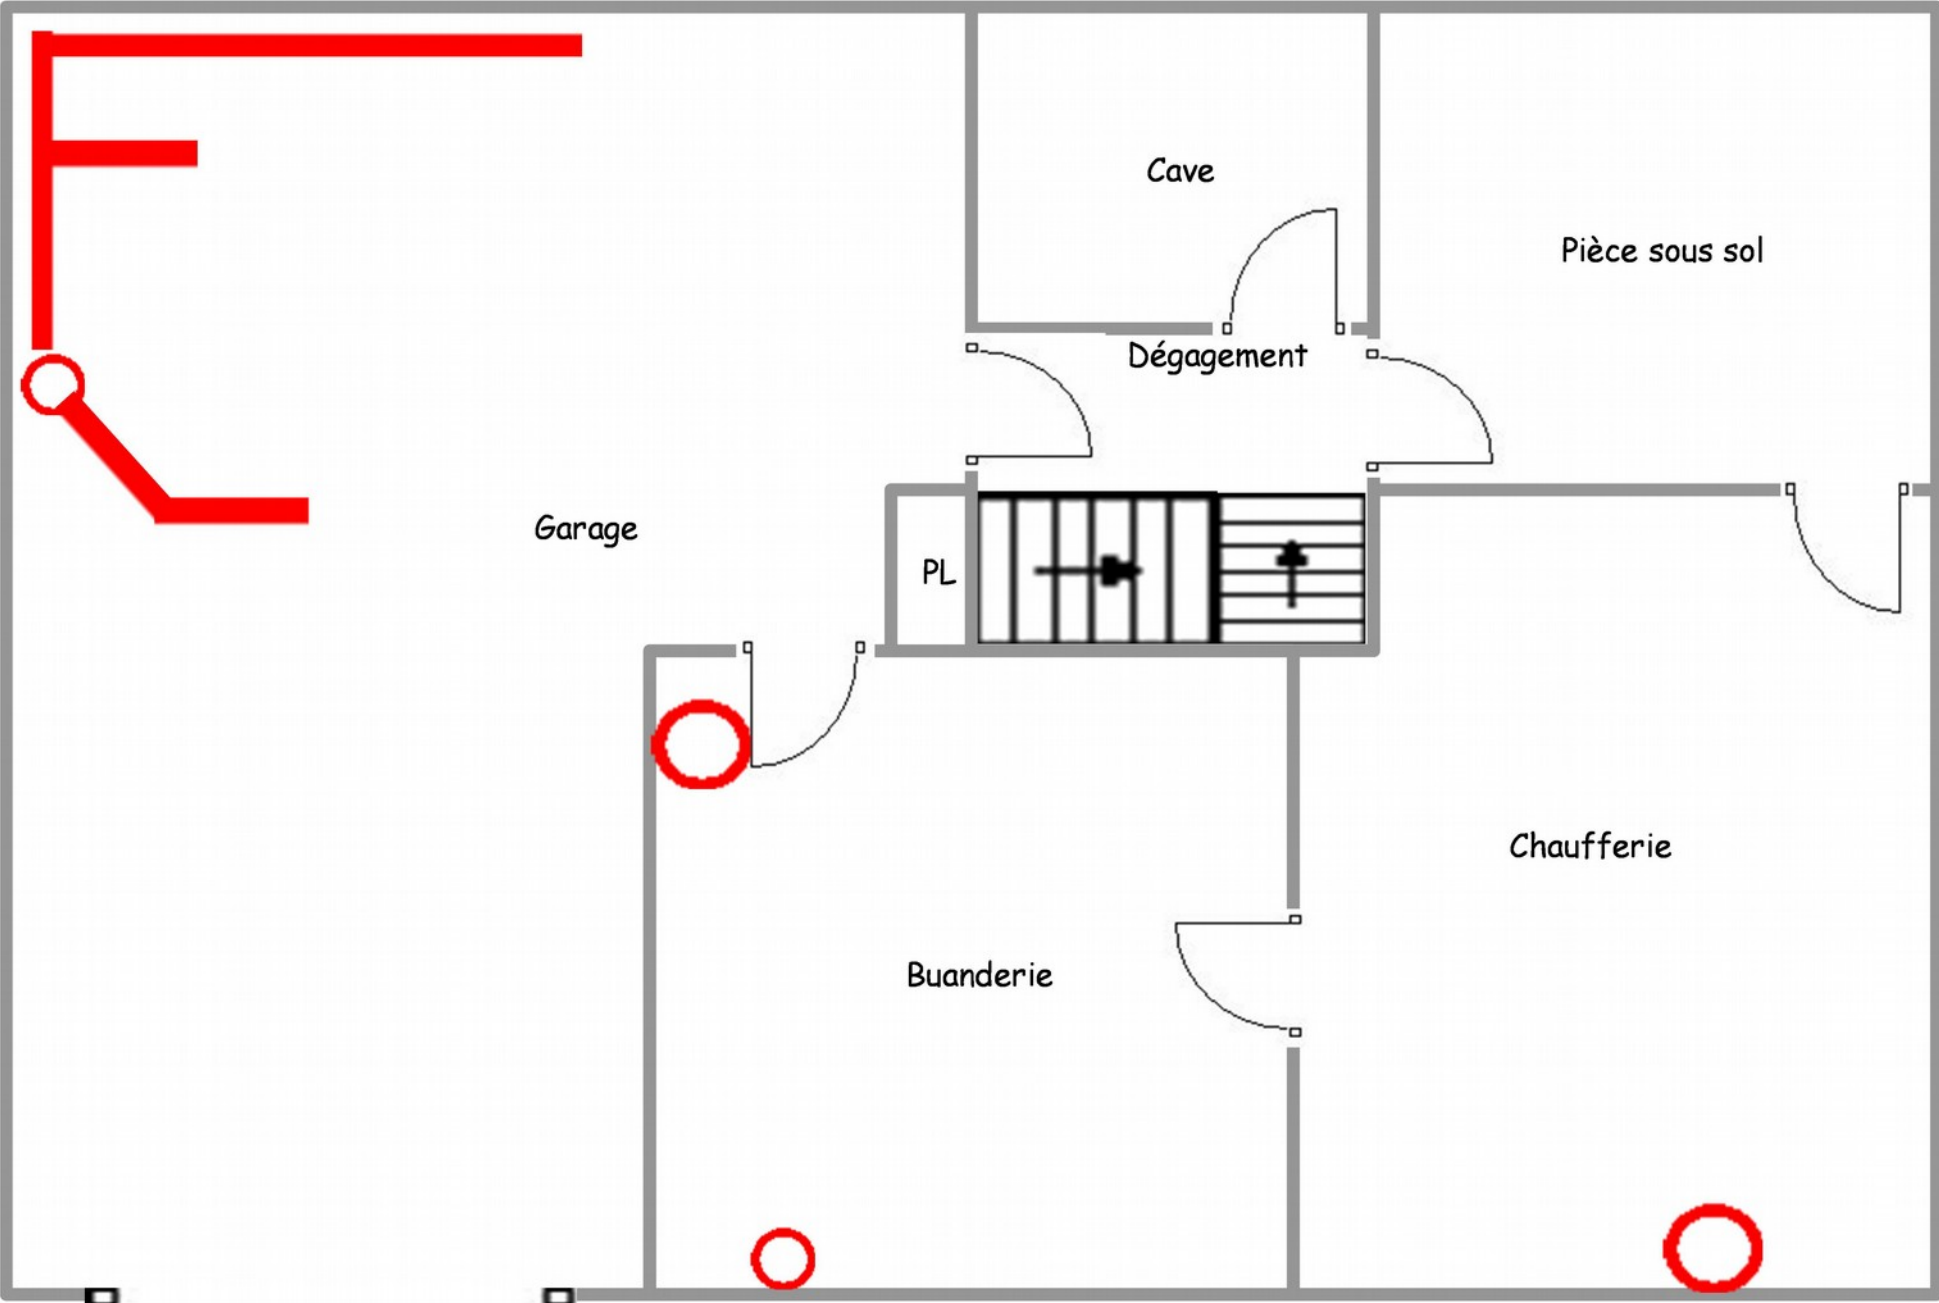 Cave
Pièce sous sol
Dégagement
Garage
PL
Chaufferie
Buanderie